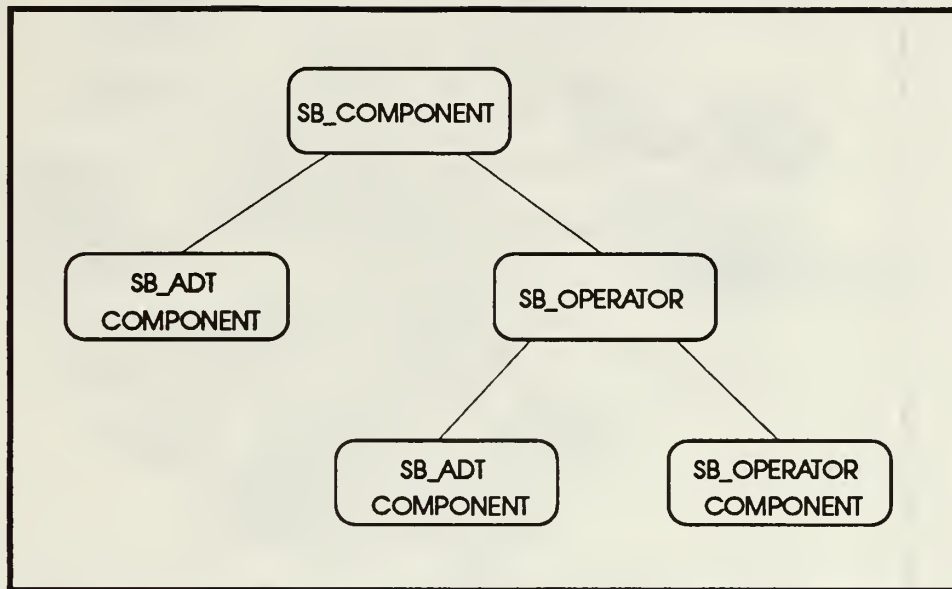 SB_COMPONENT
SB_ADT
COMPONENT
SB_OPERATOR
SB_ADT
COMPONENT
SB_OPERATOR
COMPONENT